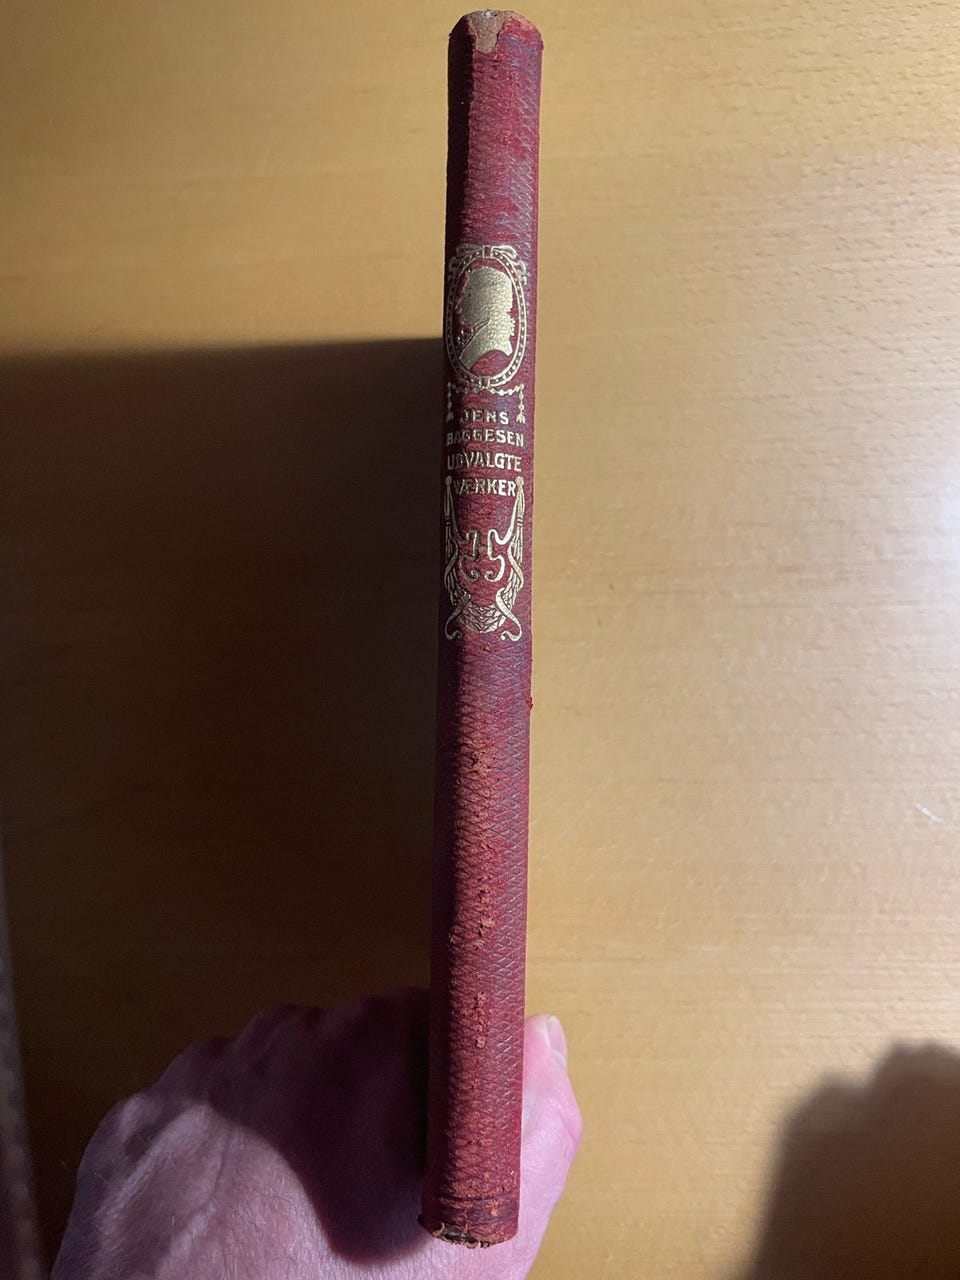 JENS
BAGGESEN
UDVALGTE
VÆRKER